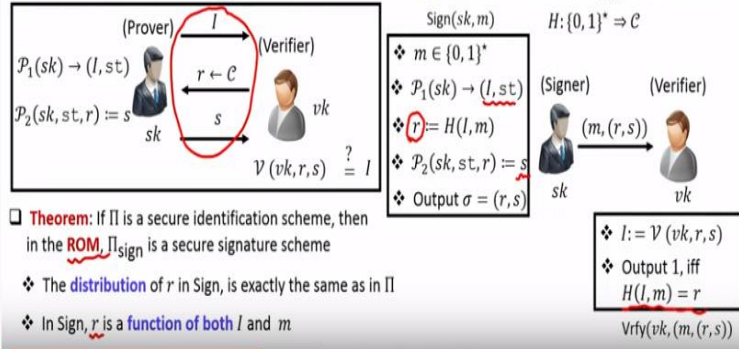 (Prover)
I
(Verifier)
P₁(sk) → (I,st)
r ← C
P₂(sk,st,r) := s
s
vk
sk
V (vk,r,s) ≟ I
Sign(sk,m)
❖ m ∈ {0,1}*
❖ P₁(sk) → (I,st)
❖ r := H(I,m)
❖ P₂(sk,st,r) := s
❖ Output σ = (r,s)
H:{0,1}* ⇒ C
(Signer)
(Verifier)
(m,(r,s))
sk
vk
❑ Theorem: If Π is a secure identification scheme, then
in the ROM, Πsign is a secure signature scheme
❖ The distribution of r in Sign, is exactly the same as in Π
❖ In Sign, r is a function of both I and m
❖ I:= V (vk,r,s)
❖ Output 1, iff
H(I,m) = r
Vrfy(vk,(m,(r,s))